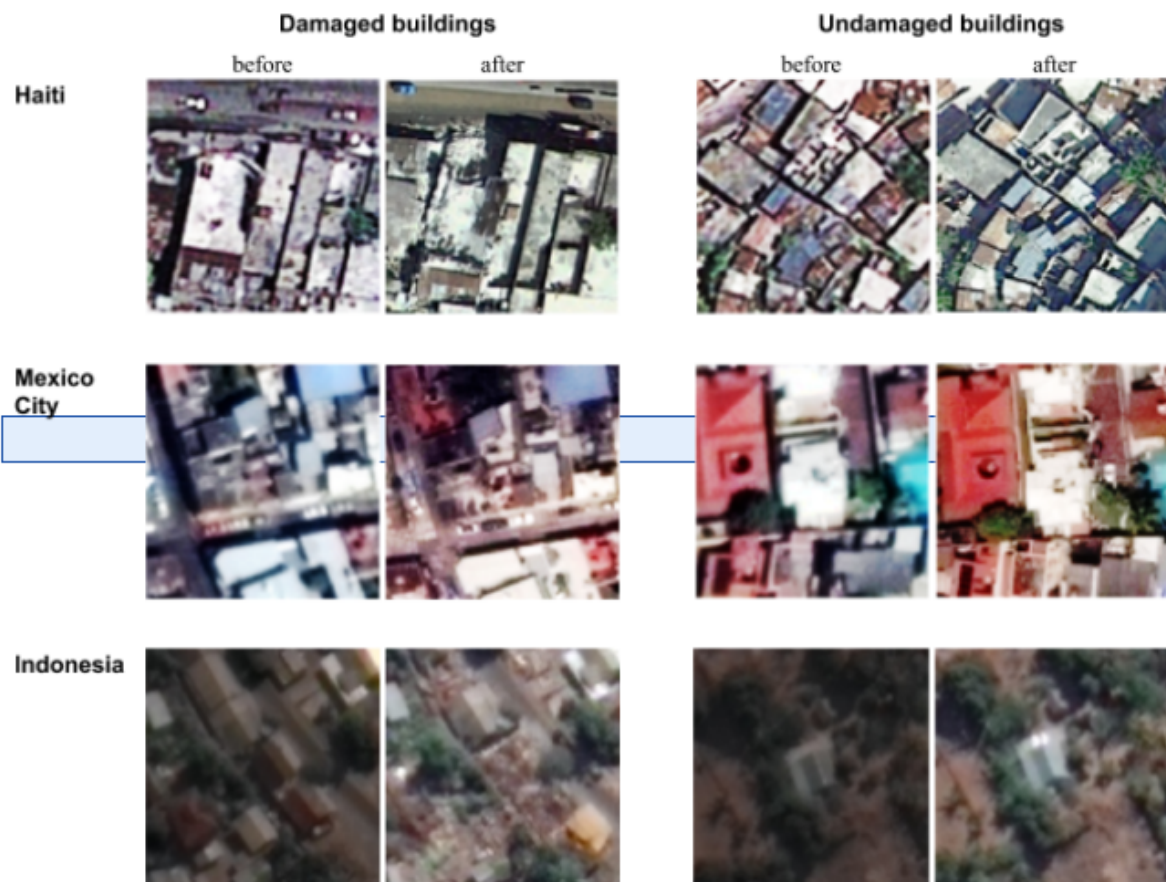 Damaged buildings
Undamaged buildings
before
after
before
after
Haiti
Mexico
City
Indonesia